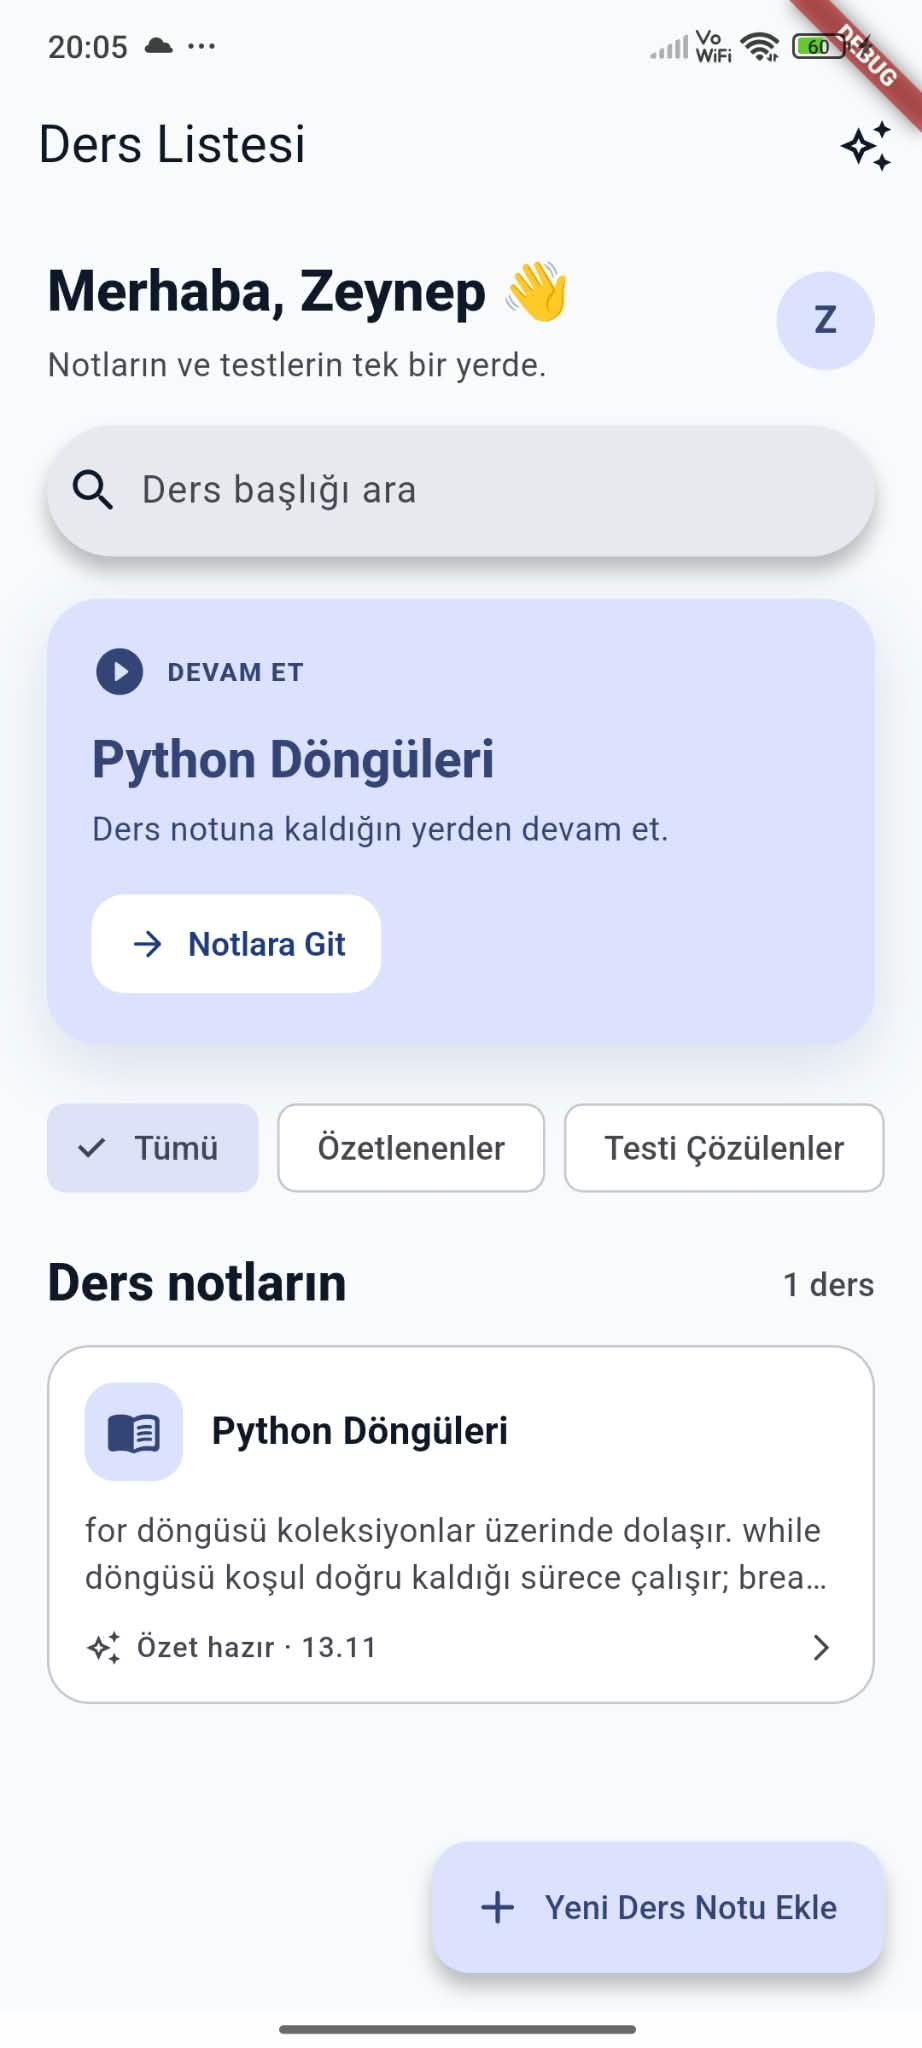 20:05
Vo
WiFi
60
DEBUG
Ders Listesi
Merhaba, Zeynep 👋
Z
Notların ve testlerin tek bir yerde.
Ders başlığı ara
DEVAM ET
Python Döngüleri
Ders notuna kaldığın yerden devam et.
Notlara Git
Tümü
Özetlenenler
Testi Çözülenler
Ders notların
1 ders
Python Döngüleri
for döngüsü koleksiyonlar üzerinde dolaşır. while
döngüsü koşul doğru kaldığı sürece çalışır; brea...
Özet hazır · 13.11
Yeni Ders Notu Ekle